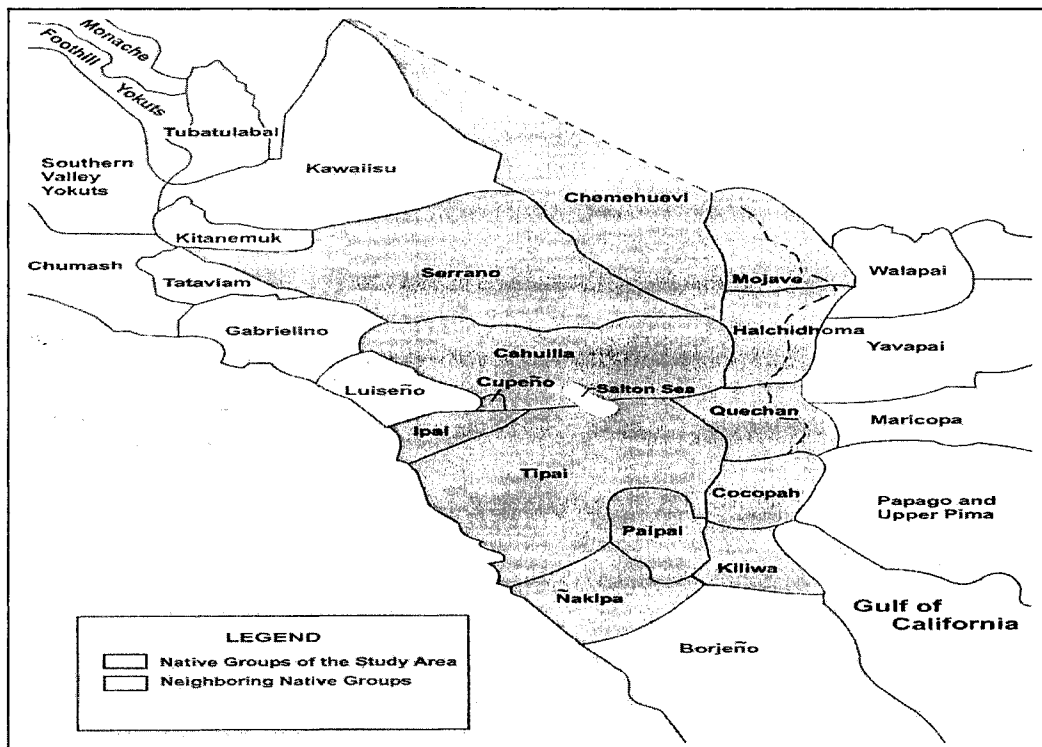 Monache
Foothill
Yokuts
Tubatulabal
Southern
Valley
Yokuts
Kawaiisu
Chemehuevi
Kitanemuk
Chumash
Tataviam
Serrano
Mojave
Walapai
Gabrielino
Halchidhoma
Yavapai
Cahuilla
Luiseño
Cupeño
Salton Sea
Quechan
Maricopa
Ipai
Tipai
Cocopah
Papago and
Upper Pima
Paipai
Kiliwa
Ñakipa
Gulf of
California
Borjeño
LEGEND
Native Groups of the Study Area
Neighboring Native Groups